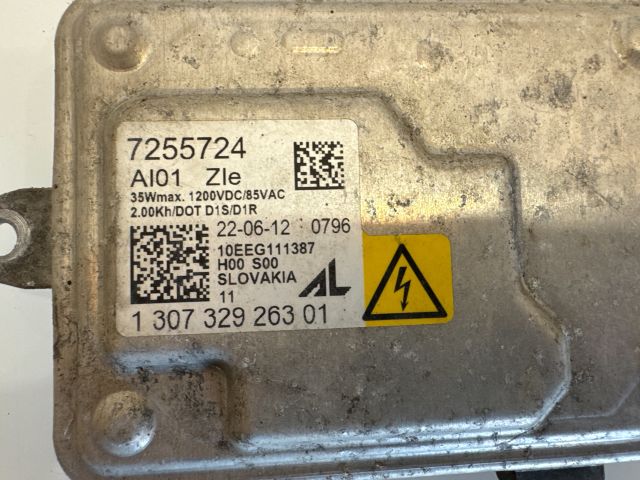 7255724
AI01 ZIe
35Wmax. 1200VDC/85VAC
2.00Kh/DOT D1S/D1R
22-06-12 0796
10EEG111387
H00 S00
SLOVAKIA
11
AL
1 307 329 263 01